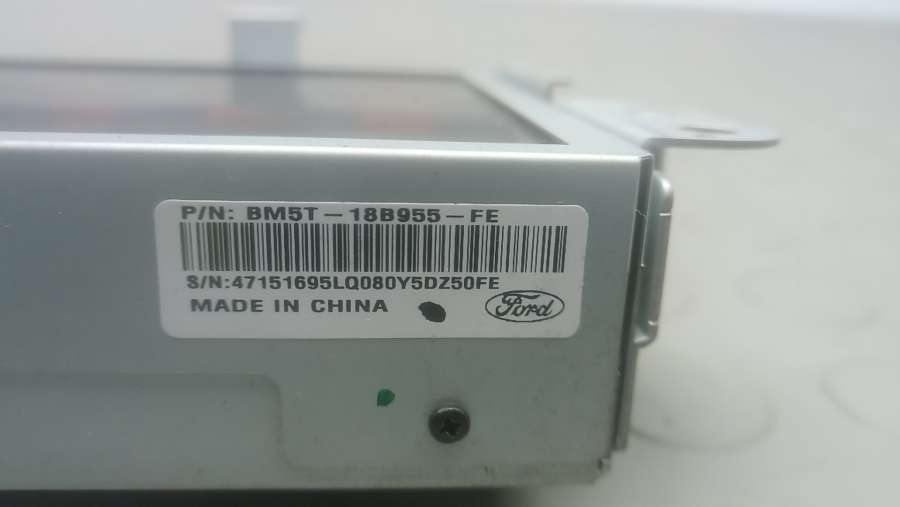 P/N: BM5T-18B955-FE
S/N:47151695LQ080Y5DZ50FE
MADE IN CHINA
Ford